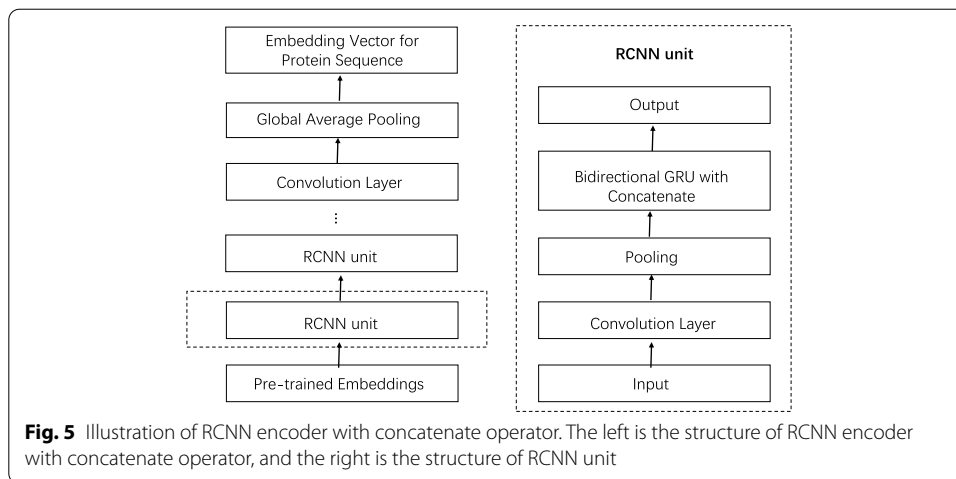 Embedding Vector for
Protein Sequence
Global Average Pooling
Convolution Layer
...
RCNN unit
RCNN unit
Pre-trained Embeddings
RCNN unit
Output
Bidirectional GRU with
Concatenate
Pooling
Convolution Layer
Input
Fig. 5 Illustration of RCNN encoder with concatenate operator. The left is the structure of RCNN encoder
with concatenate operator, and the right is the structure of RCNN unit